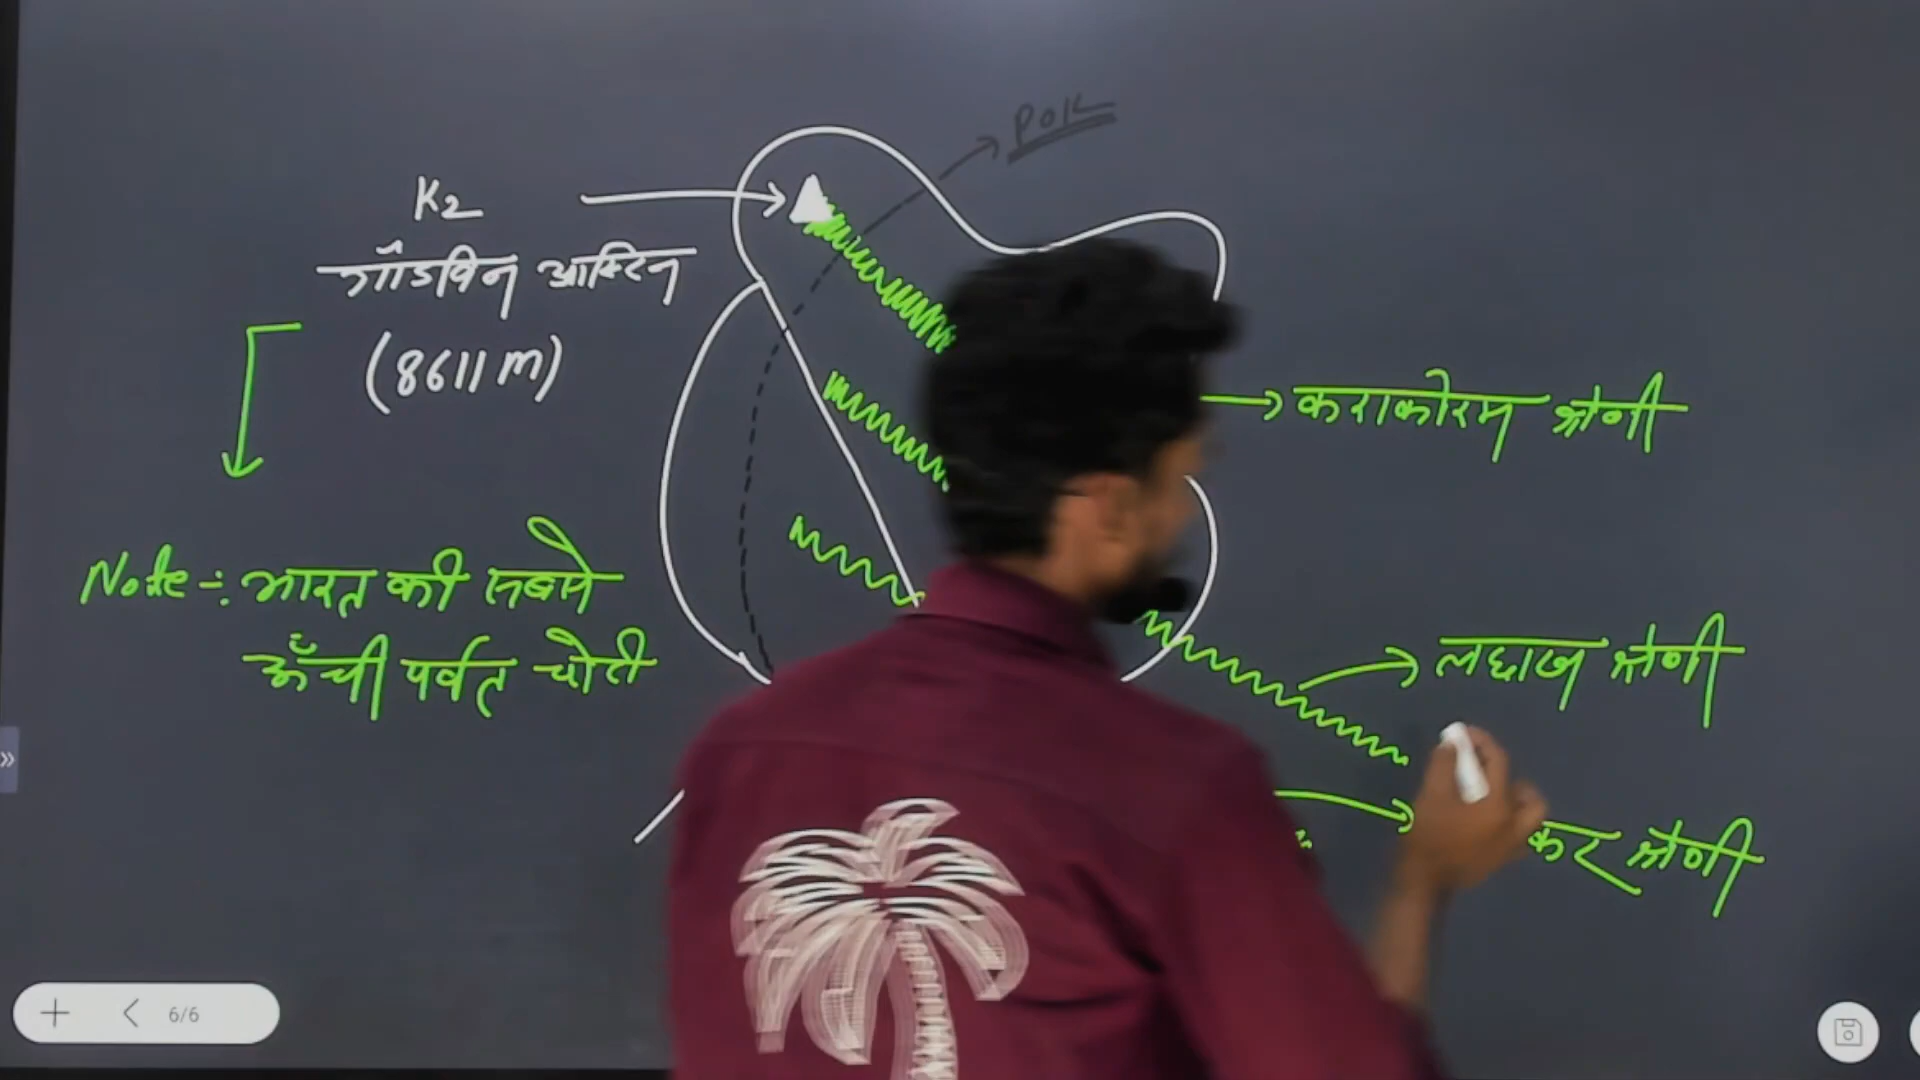 POK
K2
गॉडविन आस्टिन
(8611 m)
काराकोरम श्रेणी
Note :- भारत की सबसे
ऊँची पर्वत चोटी
लद्दाख श्रेणी
श्रेणी
6/6